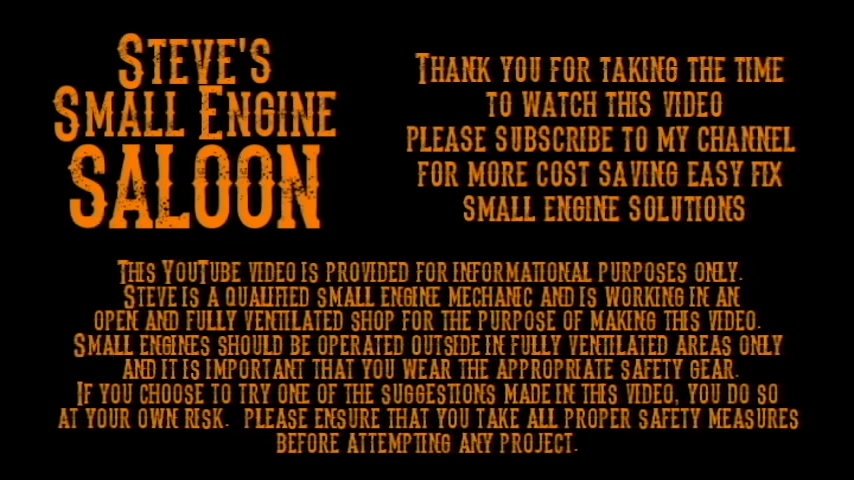 Steve's
Small Engine
SALOON
Thank you for taking the time
to watch this video
please subscribe to my channel
for more cost saving easy fix
small engine solutions
This YouTube video is provided for informational purposes only.
Steve is a qualified small engine mechanic and is working in an
open and fully ventilated shop for the purpose of making this video.
Small engines should be operated outside in fully ventilated areas only
and it is important that you wear the appropriate safety gear.
If you choose to try one of the suggestions made in this video, you do so
at your own risk. Please ensure that you take all proper safety measures
before attempting any project.